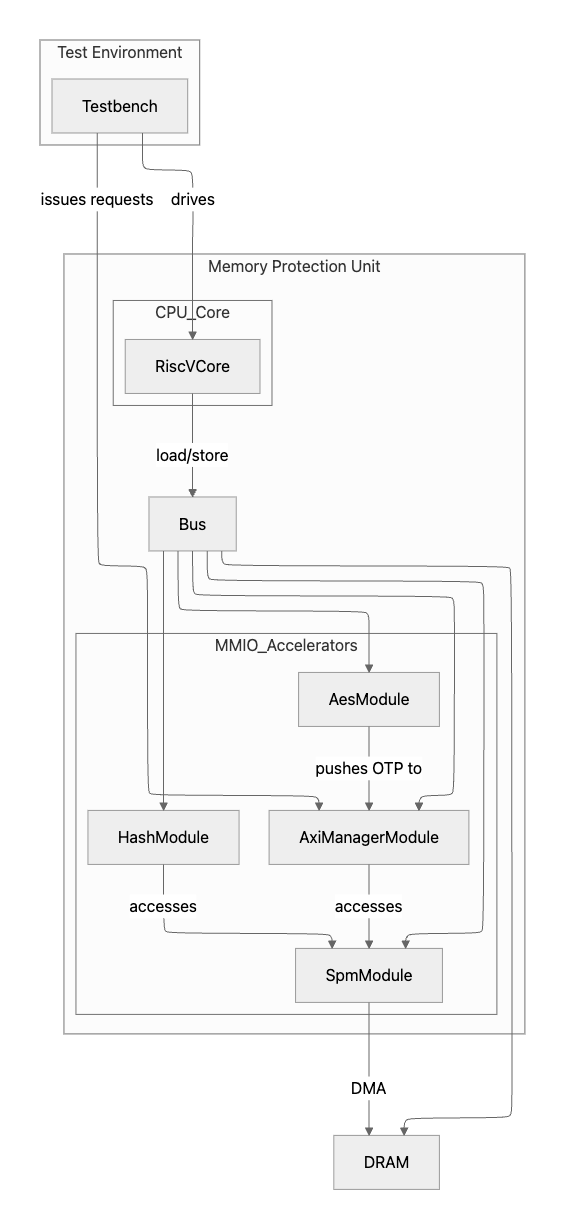 Test Environment
Testbench
issues requests
drives
Memory Protection Unit
CPU_Core
RiscVCore
load/store
Bus
MMIO_Accelerators
AesModule
pushes OTP to
HashModule
AxiManagerModule
accesses
accesses
SpmModule
DMA
DRAM